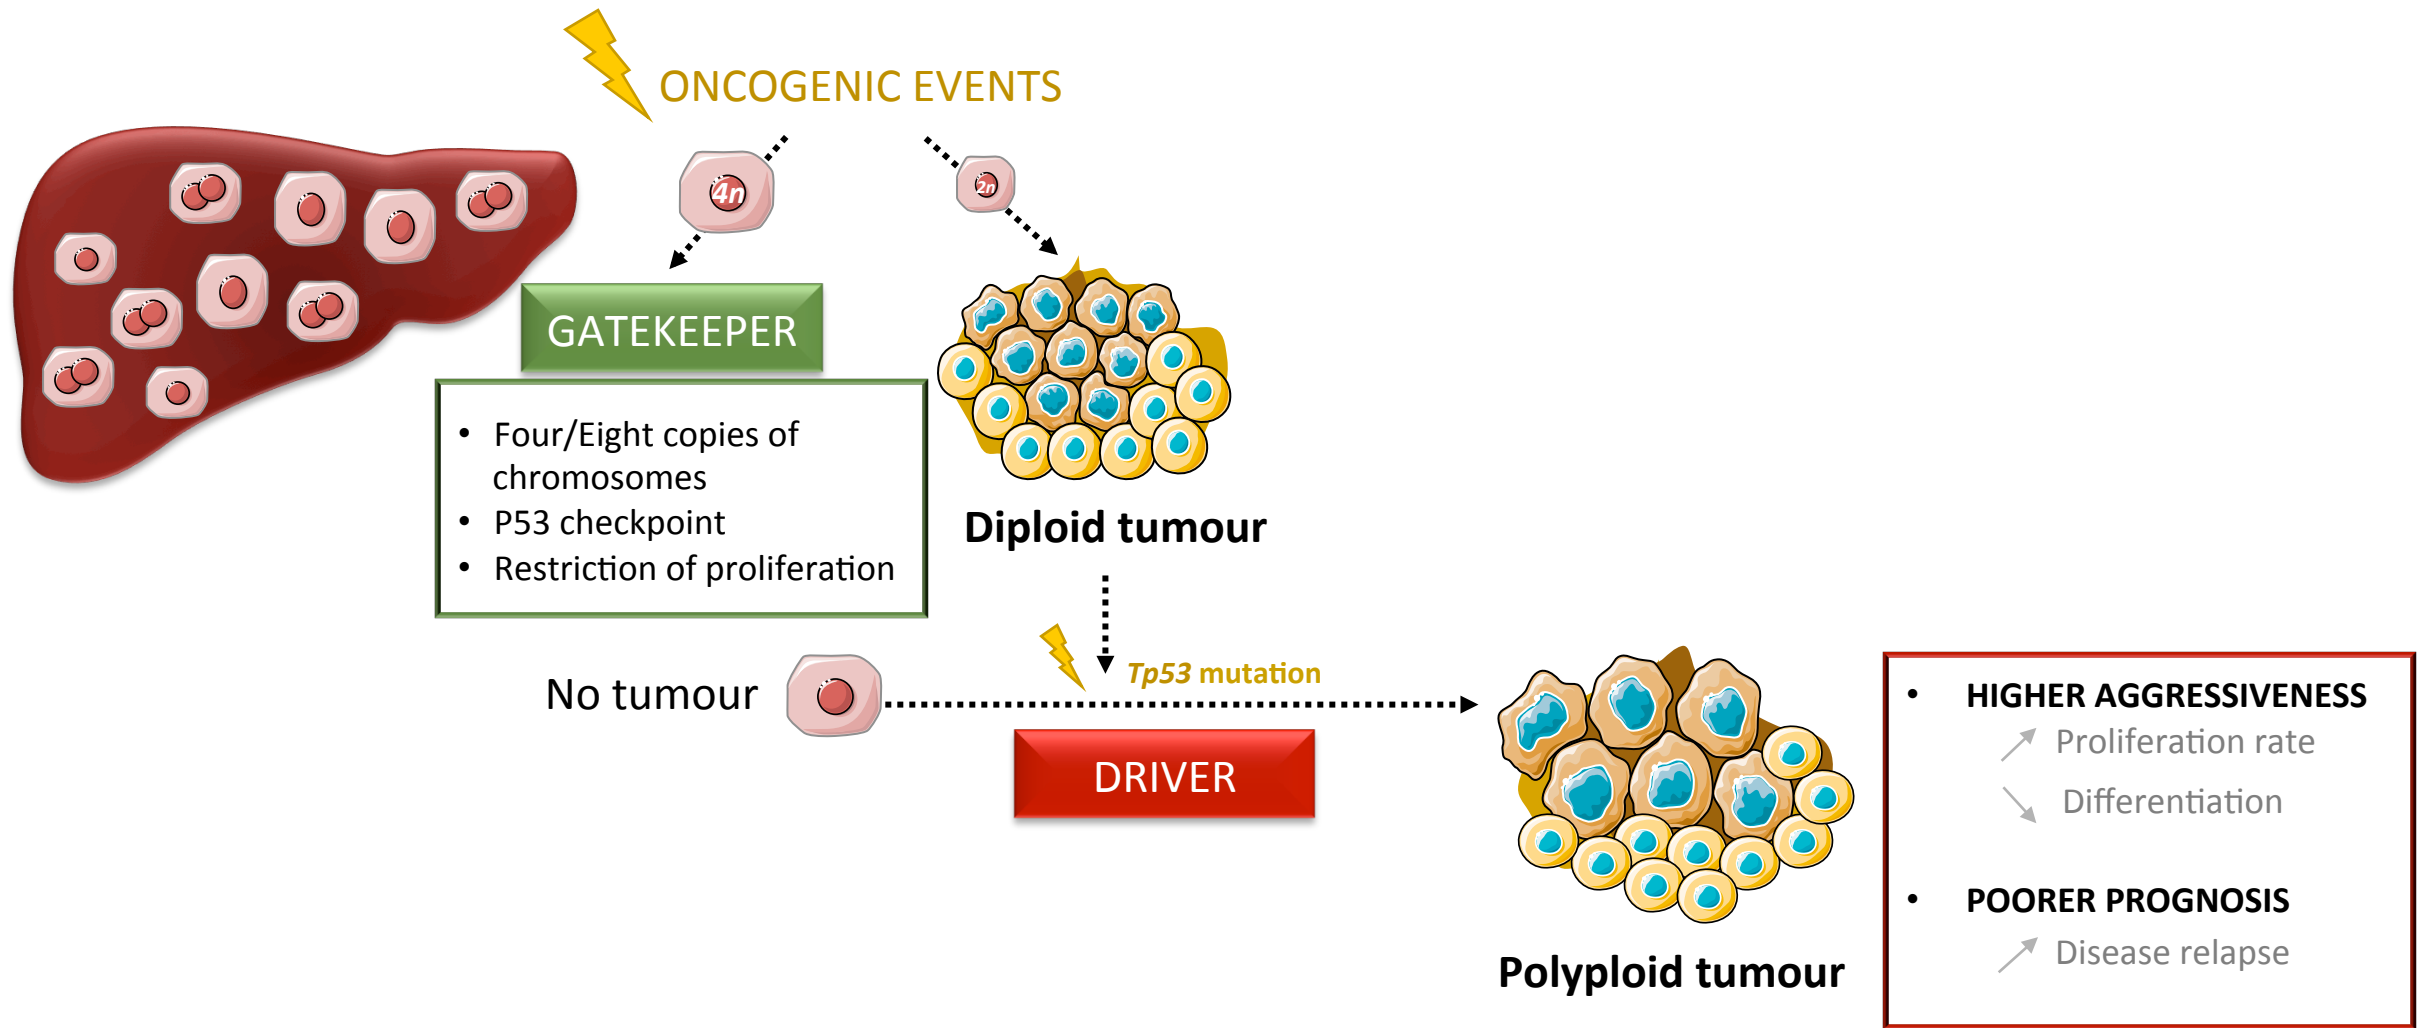 ONCOGENIC EVENTS
4n
2n
GATEKEEPER
• Four/Eight copies of
chromosomes
• P53 checkpoint
• Restriction of proliferation
Diploid tumour
No tumour
Tp53 mutation
DRIVER
Polyploid tumour
• HIGHER AGGRESSIVENESS
↗ Proliferation rate
↘ Differentiation
• POORER PROGNOSIS
↗ Disease relapse